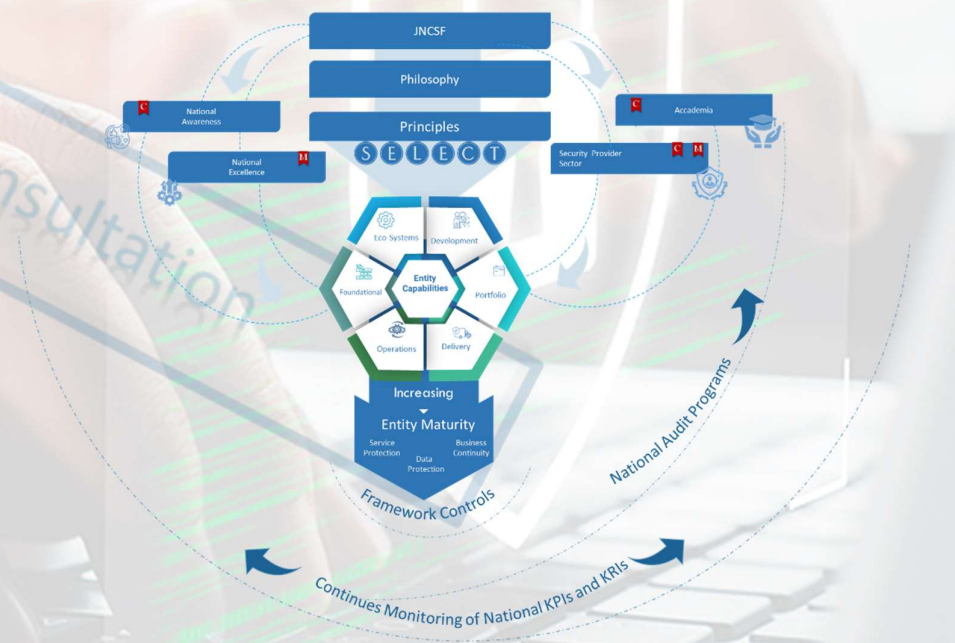 JNCSF
Philosophy
Principles
S E L E C T
C
National
Awareness
National
Excellence
M
C
Accademia
Security Provider
Sector
C M
Eco-Systems
Development
Foundational
Entity
Capabilities
Portfolio
Operations
Delivery
Increasing
Entity Maturity
Service
Protection
Data
Protection
Business
Continuity
Framework Controls
National Audit Programs
Continues Monitoring of National KPIs and KRIs
nsultation